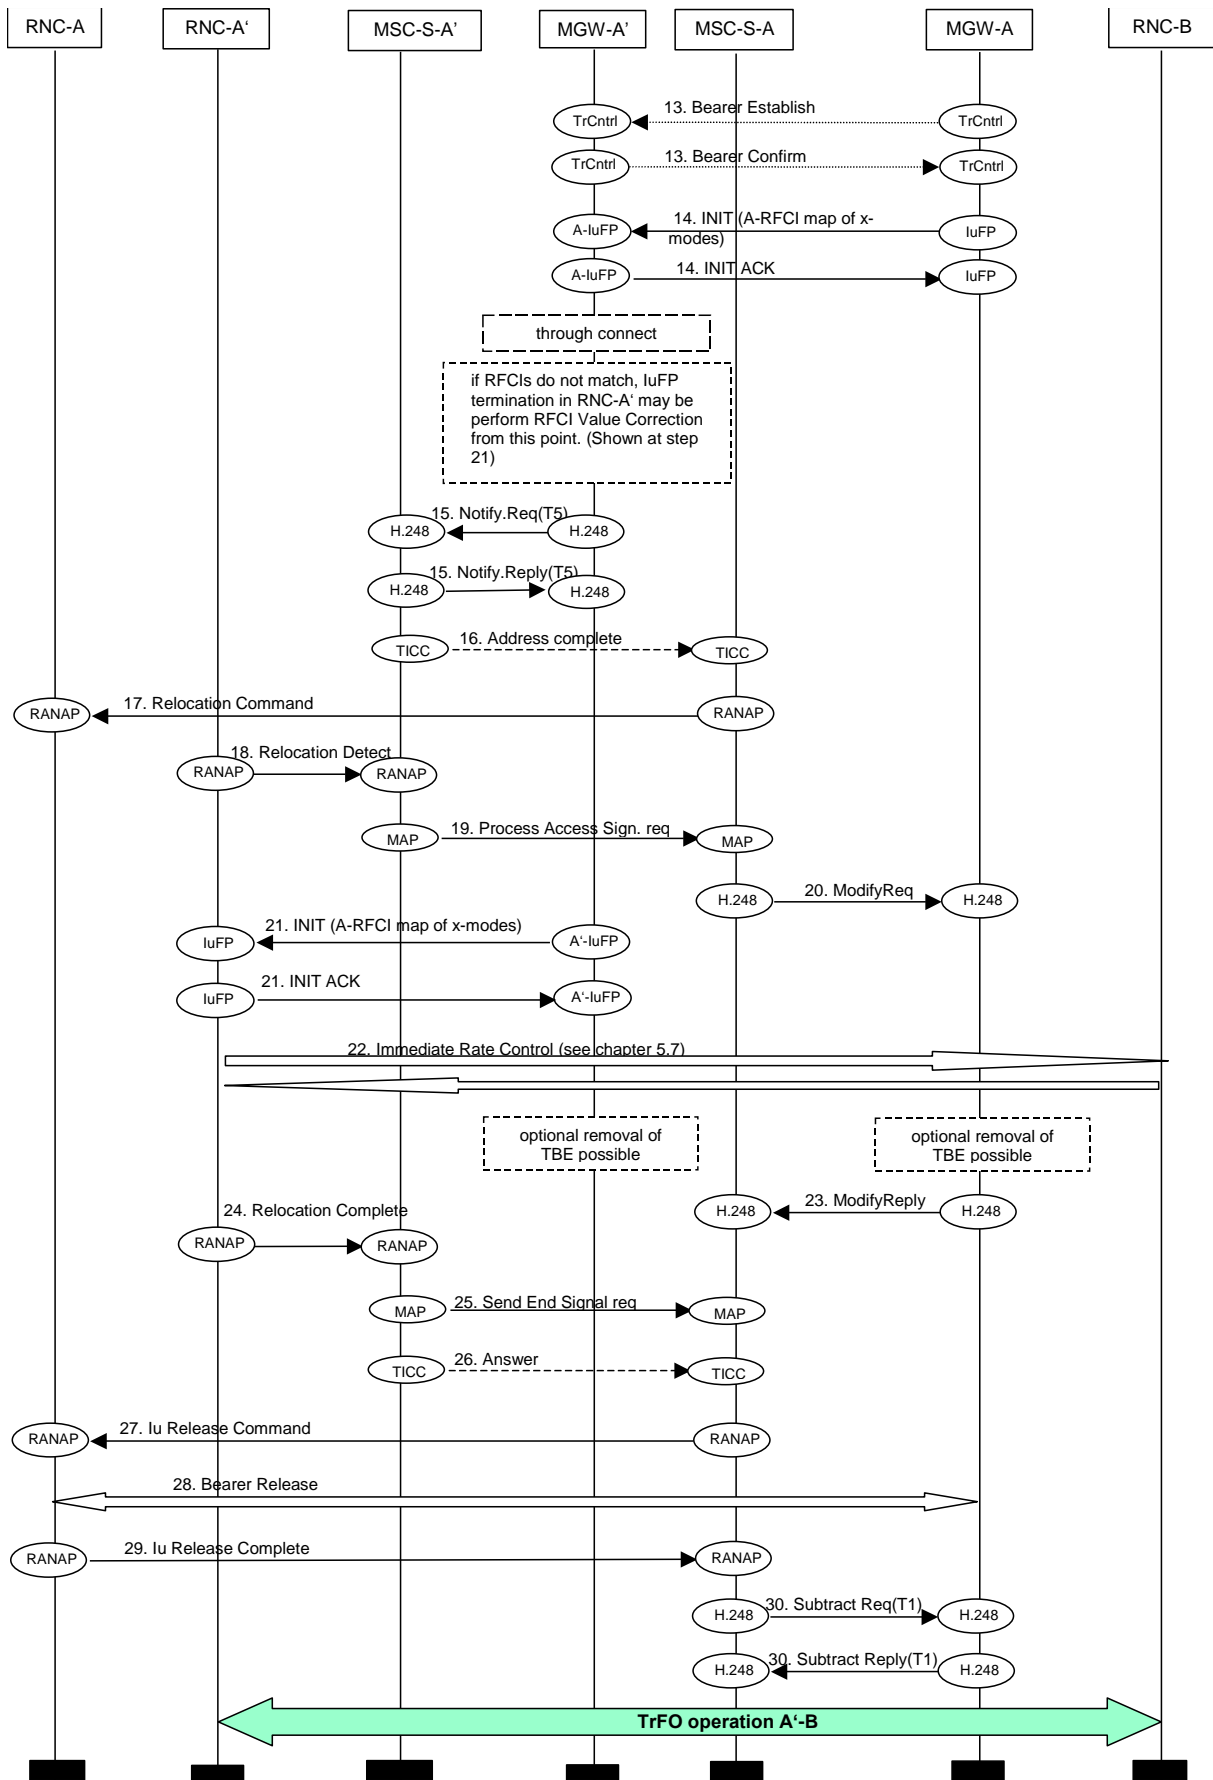 RNC-A
RNC-A‘
MSC-S-A’
MGW-A’
MSC-S-A
MGW-A
RNC-B
13. Bearer Establish
TrCntrl
TrCntrl
13. Bearer Confirm
TrCntrl
TrCntrl
14. INIT (A-RFCI map of x-
modes)
A-IuFP
IuFP
14. INIT ACK
A-IuFP
IuFP
through connect
if RFCIs do not match, IuFP
termination in RNC-A‘ may be
perform RFCI Value Correction
from this point. (Shown at step
21)
15. Notify.Req(T5)
H.248
H.248
15. Notify.Reply(T5)
H.248
H.248
16. Address complete
TICC
TICC
17. Relocation Command
RANAP
RANAP
18. Relocation Detect
RANAP
RANAP
19. Process Access Sign. req
MAP
MAP
20. ModifyReq
H.248
H.248
21. INIT (A-RFCI map of x-modes)
IuFP
A‘-IuFP
21. INIT ACK
IuFP
A‘-IuFP
22. Immediate Rate Control (see chapter 5.7)
optional removal of
TBE possible
optional removal of
TBE possible
23. ModifyReply
H.248
H.248
24. Relocation Complete
RANAP
RANAP
25. Send End Signal req
MAP
MAP
26. Answer
TICC
TICC
27. Iu Release Command
RANAP
RANAP
28. Bearer Release
29. Iu Release Complete
RANAP
RANAP
30. Subtract Req(T1)
H.248
H.248
30. Subtract Reply(T1)
H.248
H.248
TrFO operation A‘-B